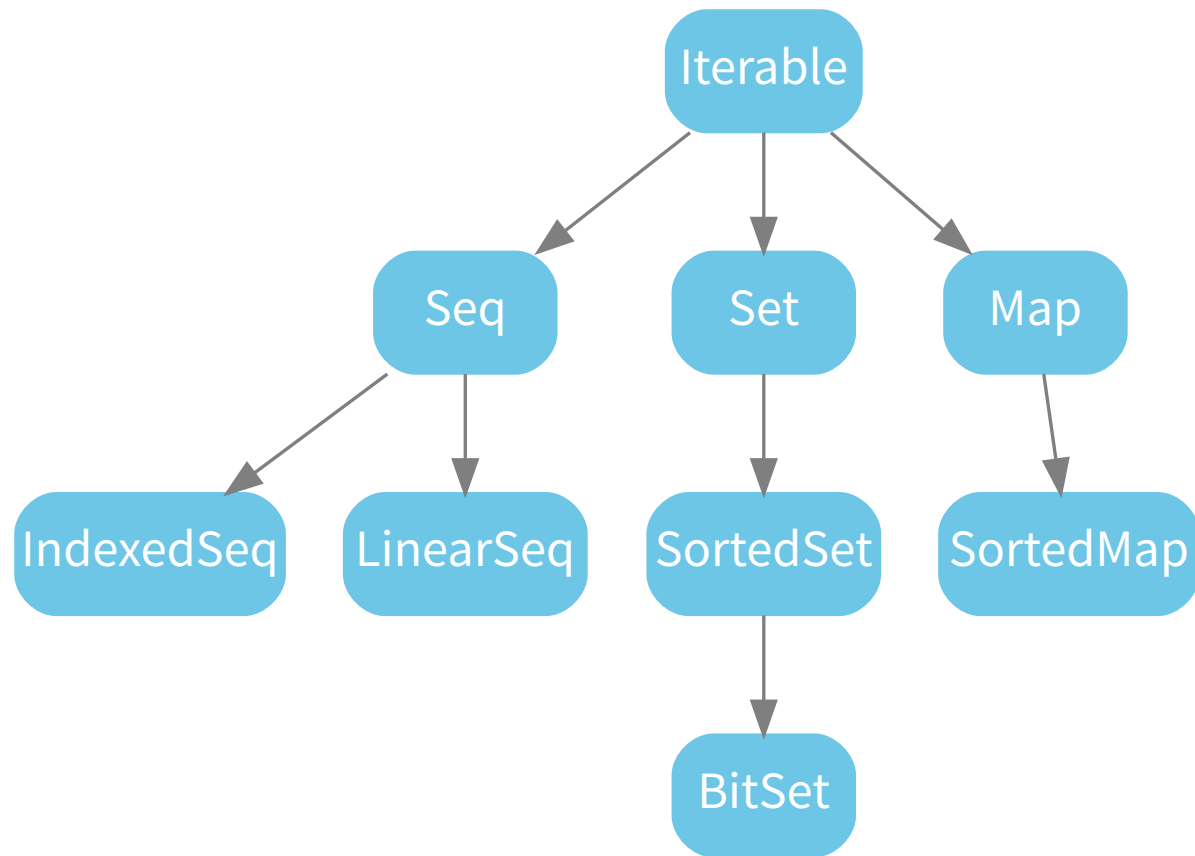 Iterable
Seq
Set
Map
IndexedSeq
LinearSeq
SortedSet
SortedMap
BitSet